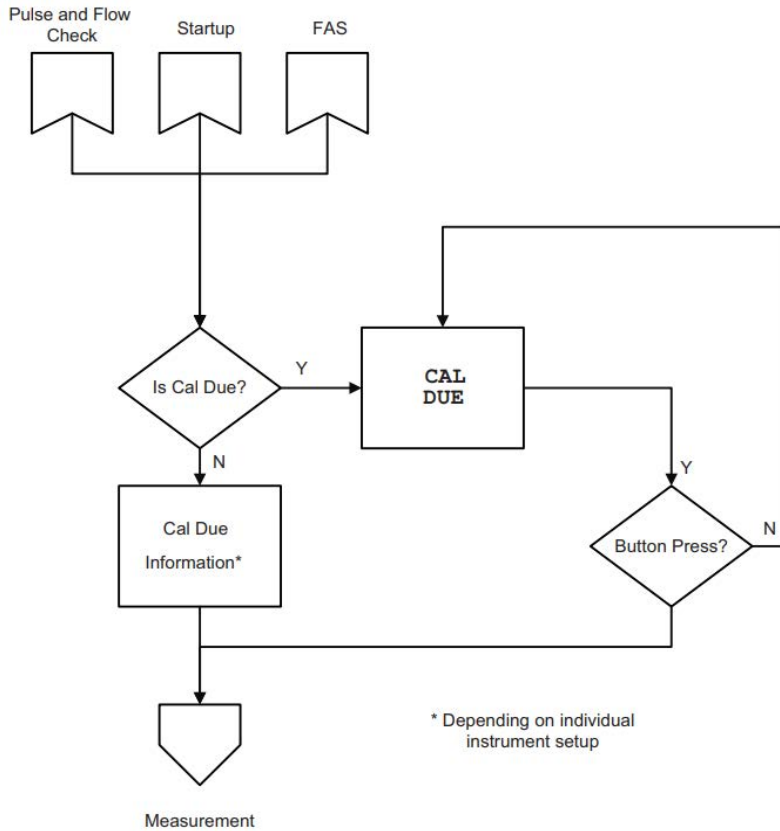 Pulse and Flow
Check
Startup
FAS
Is Cal Due?
Y
CAL
DUE
N
Y
Cal Due
Information*
Button Press?
N
* Depending on individual
instrument setup
Measurement